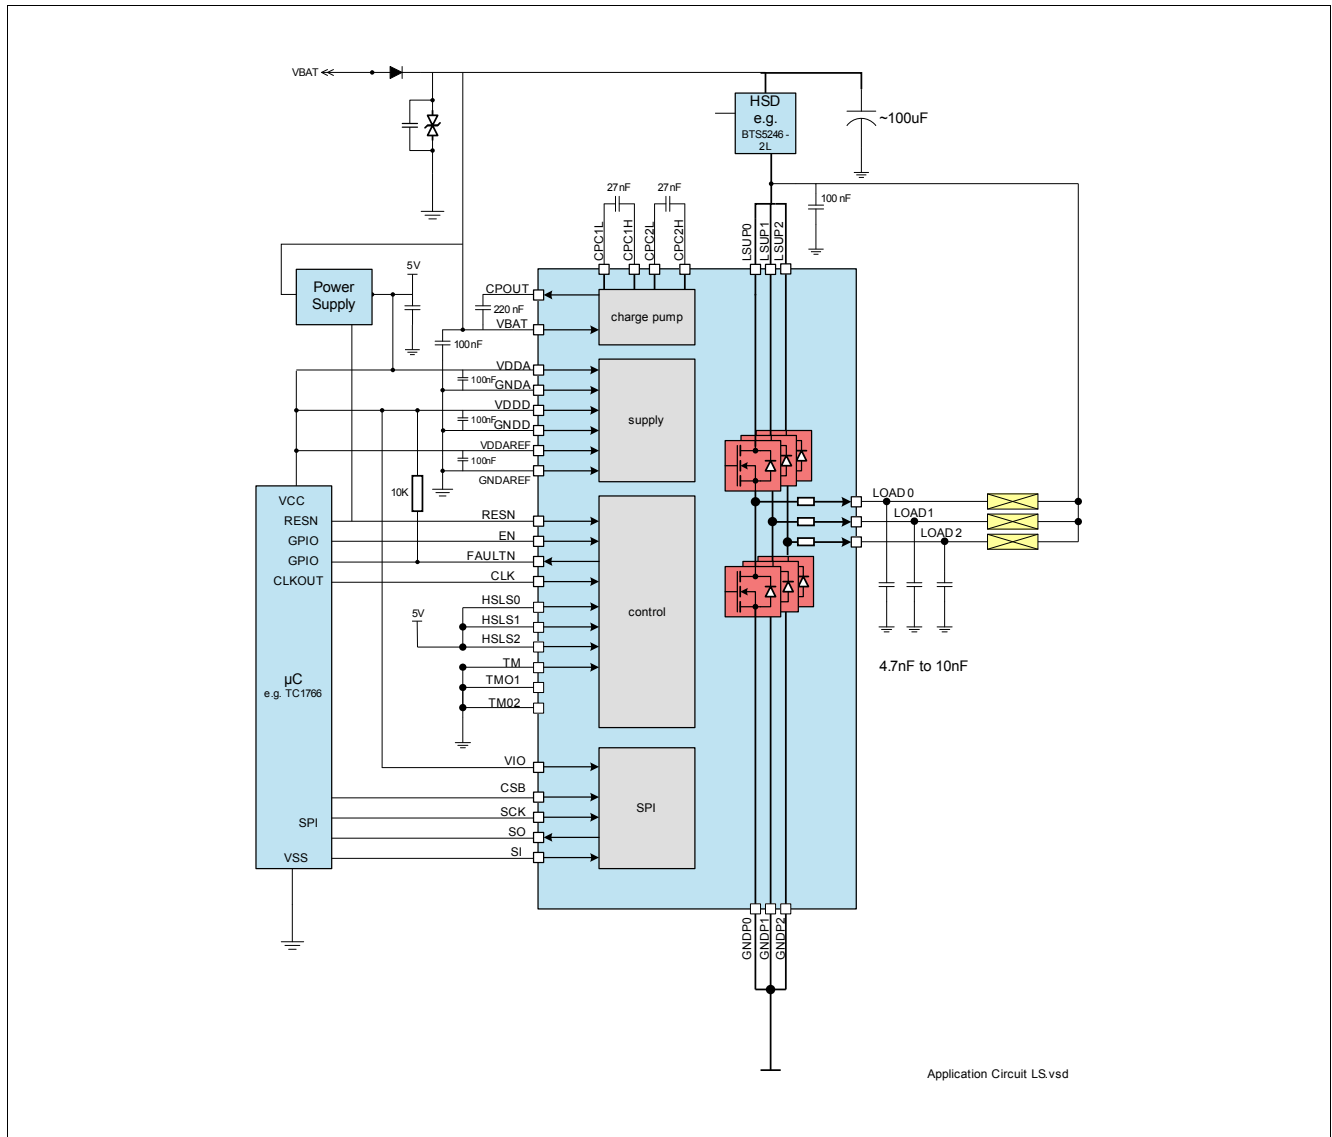 VBAT
HSD
e.g.
BTS5246 -
2L
~100uF
27nF
27nF
100 nF
CPC1L
CPC1H
CPC2L
CPC2H
LSUP0
LSUP1
LSUP2
5V
Power
Supply
CPOUT
220 nF
charge pump
VBAT
100nF
VDDA
100nF
GNDA
VDDD
supply
100nF
GNDD
VDDAREF
100nF
GNDAREF
10K
VCC
LOAD0
RESN
RESN
LOAD1
GPIO
EN
LOAD2
GPIO
FAULTN
CLKOUT
CLK
HSLS0
5V
control
HSLS1
HSLS2
TM
4.7nF to 10nF
µC
e.g. TC1766
TMO1
TM02
VIO
CSB
SPI
SCK
SPI
SO
VSS
SI
GNDP0
GNDP1
GNDP2
Application Circuit LS.vsd